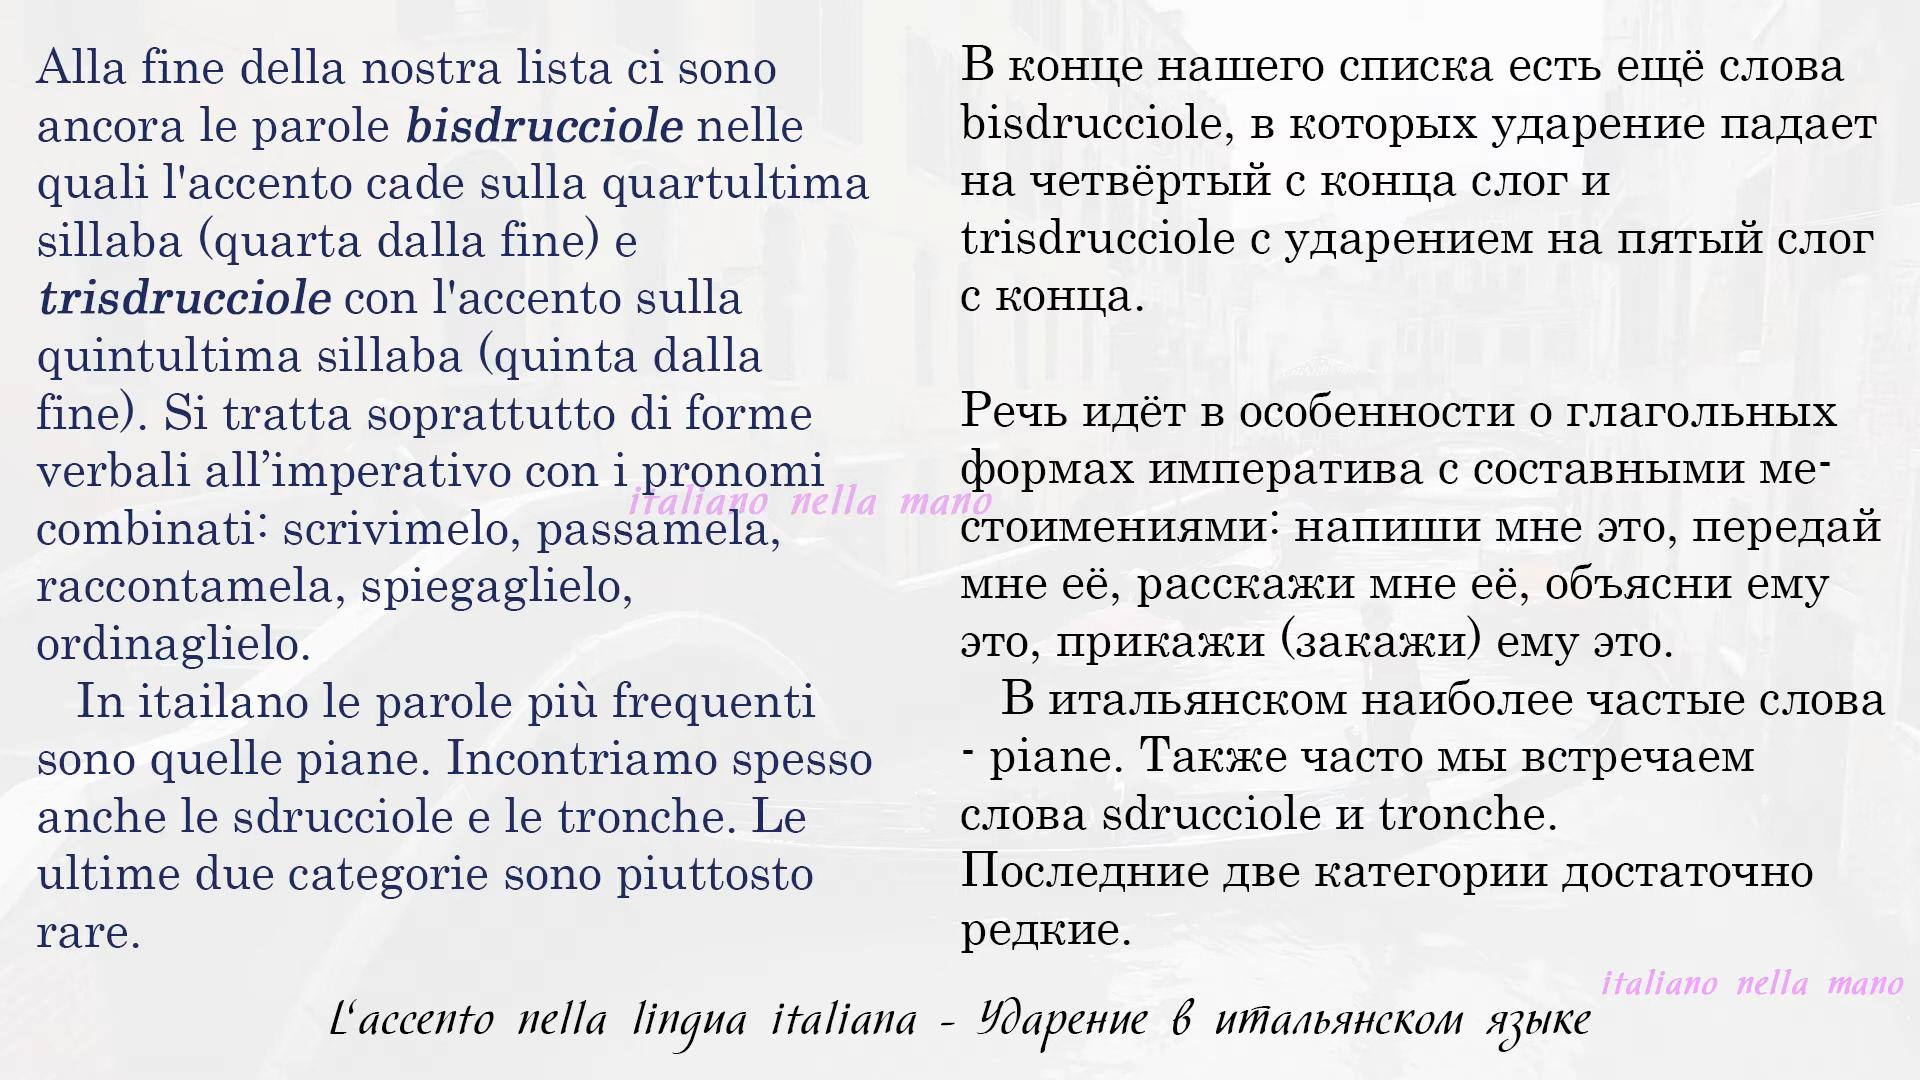 Alla fine della nostra lista ci sono
ancora le parole bisdrucciole nelle
quali l'accento cade sulla quartultima
sillaba (quarta dalla fine) e
trisdrucciole con l'accento sulla
quintultima sillaba (quinta dalla
fine). Si tratta soprattutto di forme
verbali all’imperativo con i pronomi
combinati: scrivimelo, passamela,
raccontamela, spiegaglielo,
ordinaglielo.
In itailano le parole più frequenti
sono quelle piane. Incontriamo spesso
anche le sdrucciole e le tronche. Le
ultime due categorie sono piuttosto
rare.
В конце нашего списка есть ещё слова
bisdrucciole, в которых ударение падает
на четвёртый с конца слог и
trisdrucciole с ударением на пятый слог
с конца.
Речь идёт в особенности о глагольных
формах императива с составными ме-
стоимениями: напиши мне это, передай
мне её, расскажи мне её, объясни ему
это, прикажи (закажи) ему это.
В итальянском наиболее частые слова
- piane. Также часто мы встречаем
слова sdrucciole и tronche.
Последние две категории достаточно
редкие.
italiano nella mano
italiano nella mano
L‘accento nella lingua italiana - Ударение в итальянском языке